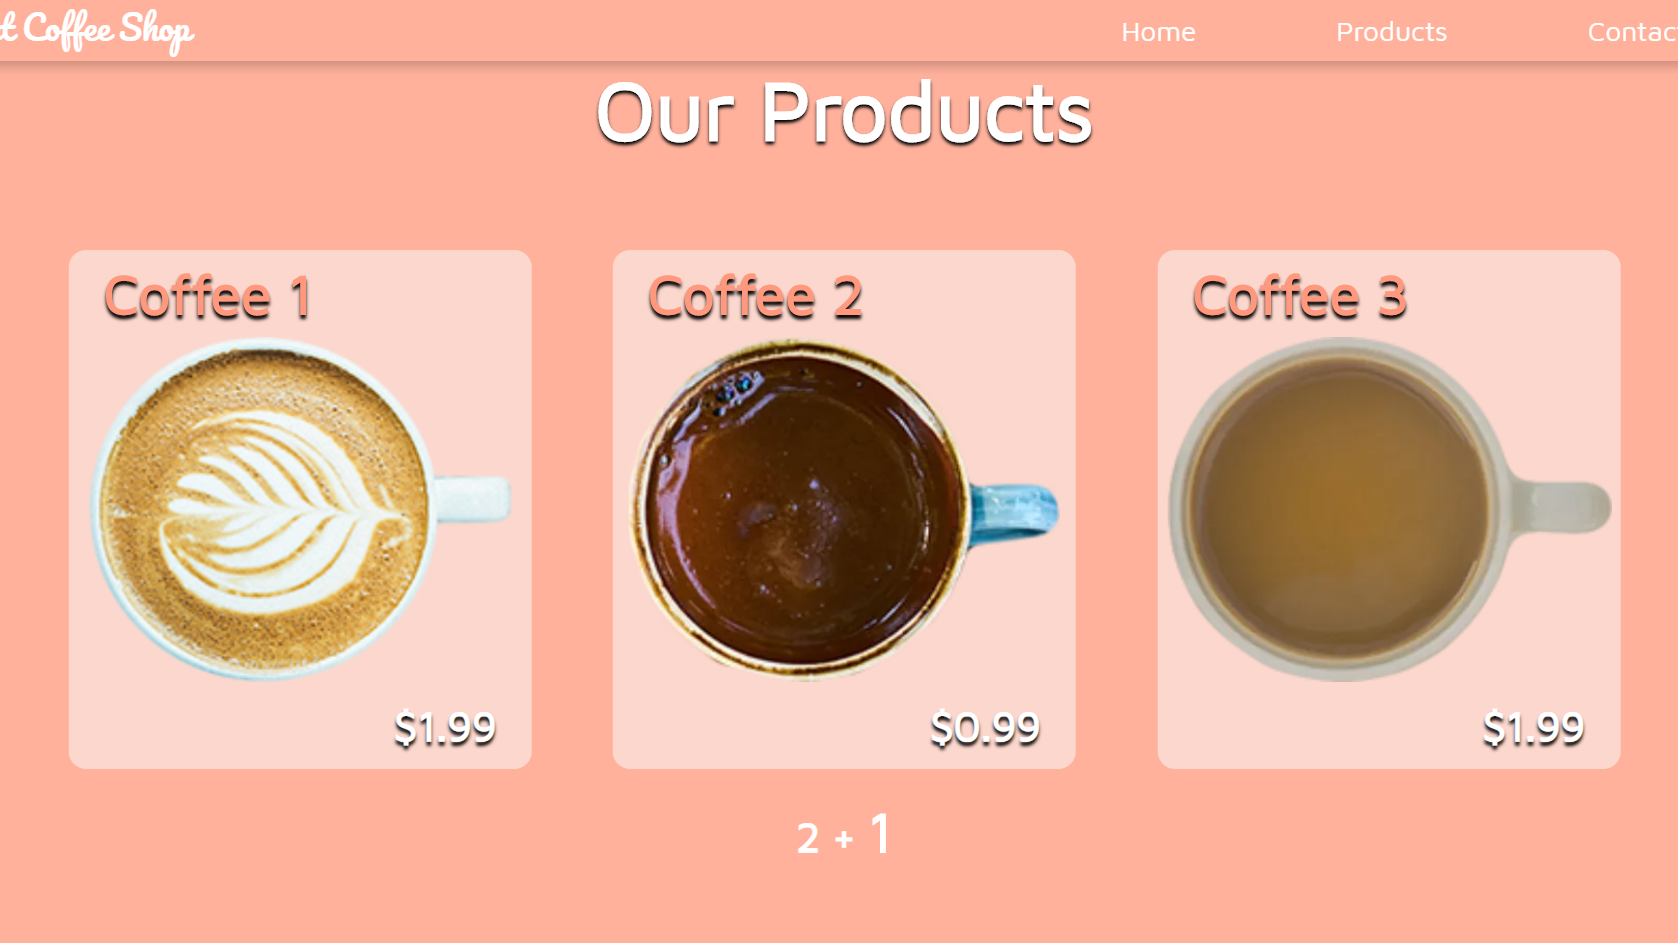 Coffee Shop
Home Products
Our Products
Coffee 1
Coffee 2
Coffee 3
$1.99
$0.99
$1.99
2 + 1